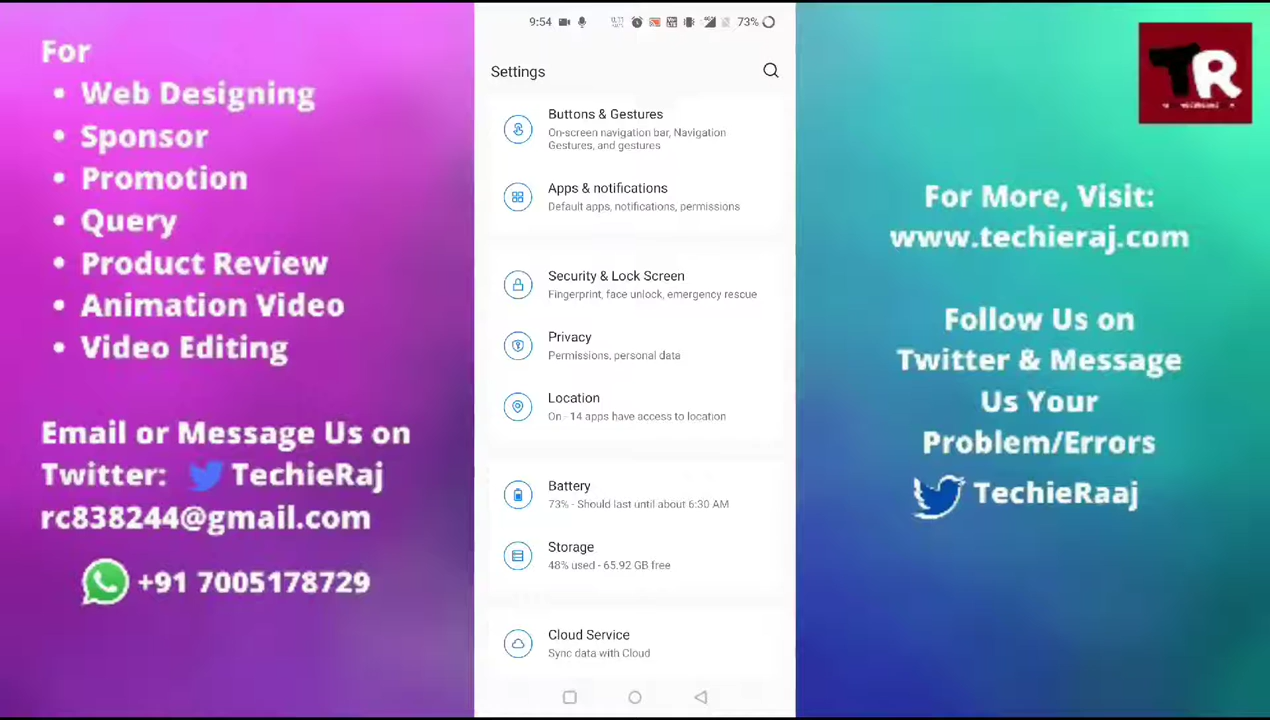 For
• Web Designing
• Sponsor
• Promotion
• Query
• Product Review
• Animation Video
• Video Editing
Email or Message Us on
Twitter: TechieRaj
rc838244@gmail.com
+91 7005178729
9:54
73%
Settings
Buttons & Gestures
On-screen navigation bar, Navigation
Gestures, and gestures
Apps & notifications
Default apps, notifications, permissions
Security & Lock Screen
Fingerprint, face unlock, emergency rescue
Privacy
Permissions, personal data
Location
On - 14 apps have access to location
Battery
73% - Should last until about 6:30 AM
Storage
48% used - 65.92 GB free
Cloud Service
Sync data with Cloud
TR
For More, Visit:
www.techieraj.com
Follow Us on
Twitter & Message
Us Your
Problem/Errors
TechieRaaj